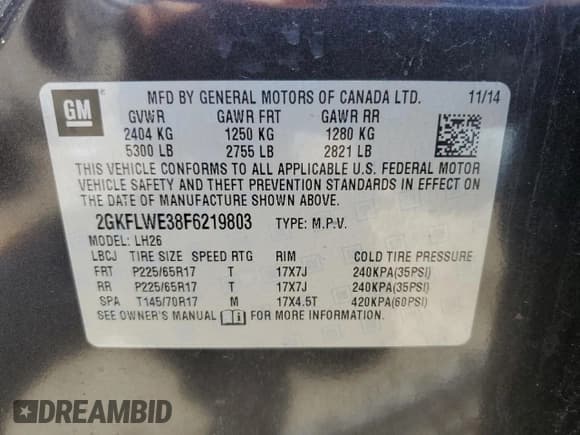 GM
MFD BY GENERAL MOTORS OF CANADA LTD. 11/14
GVWR GAWR FRT GAWR RR
2404 KG 1250 KG 1280 KG
5300 LB 2755 LB 2821 LB
THIS VEHICLE CONFORMS TO ALL APPLICABLE U.S. FEDERAL MOTOR
VEHICLE SAFETY AND THEFT PREVENTION STANDARDS IN EFFECT ON
THE DATE OF MANUFACTURE SHOWN ABOVE.
2GKFLWE38F6219803 TYPE: M.P.V.
MODEL: LH26
LBCJ TIRE SIZE SPEED RTG RIM COLD TIRE PRESSURE
FRT P225/65R17 T 17X7J 240KPA(35PSI)
RR P225/65R17 T 17X7J 240KPA(35PSI)
SPA T145/70R17 M 17X4.5T 420KPA(60PSI)
SEE OWNER'S MANUAL FOR MORE INFORMATION.
DREAMBID